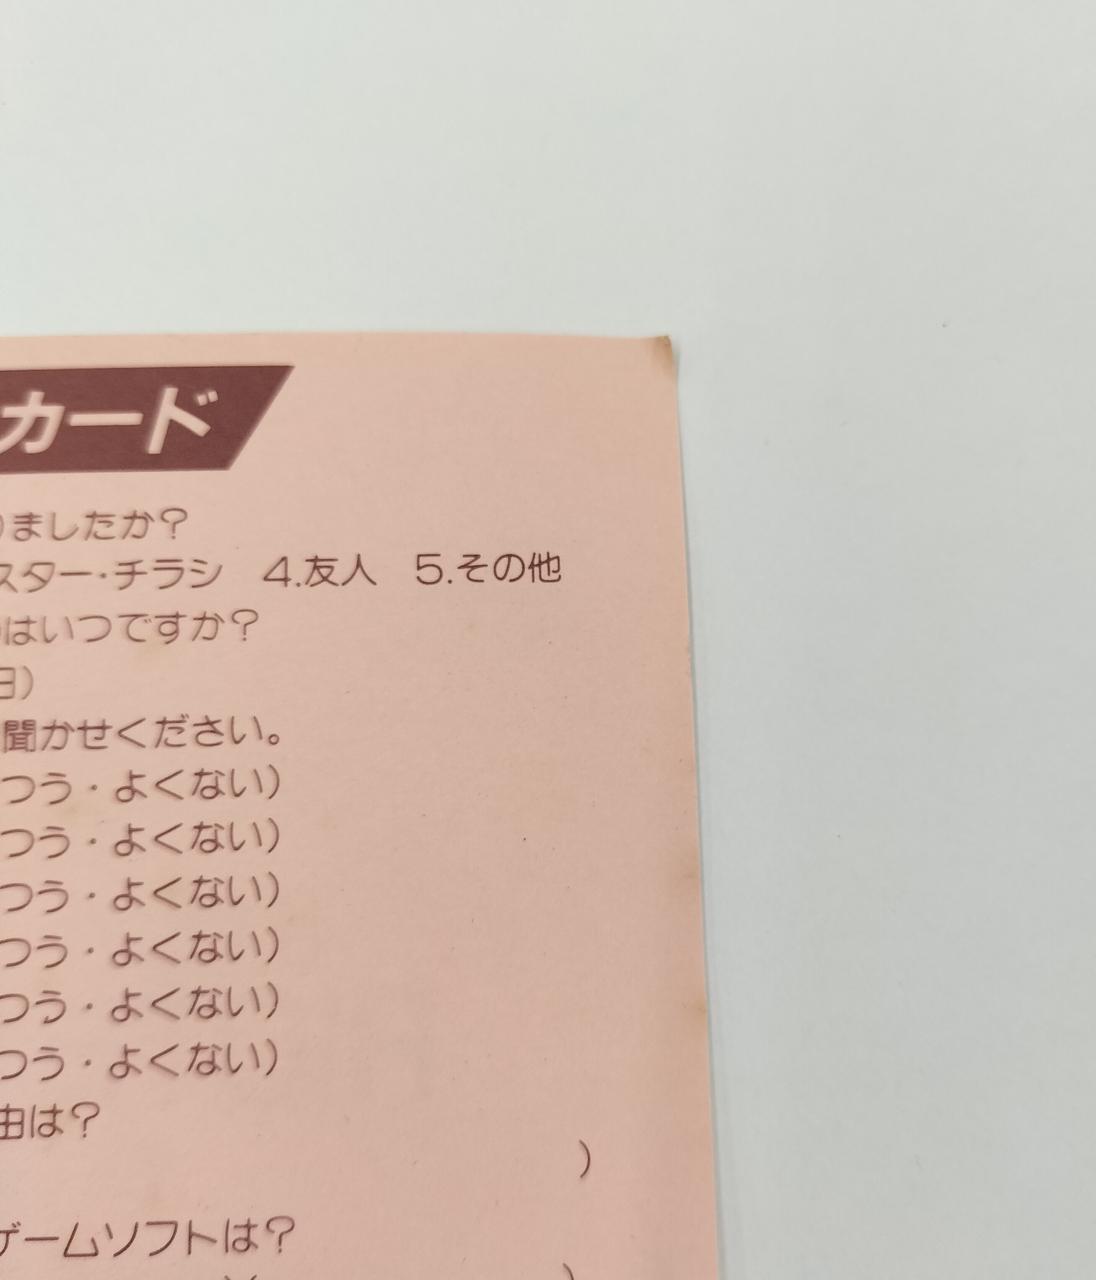 カード
ましたか?
スター・チラシ 4.友人 5.その他
はいつですか?
日)
聞かせください。
つう・よくない)
つう・よくない)
つう・よくない)
つう・よくない)
つう・よくない)
つう・よくない)
由は?
)
ゲームソフトは?
)